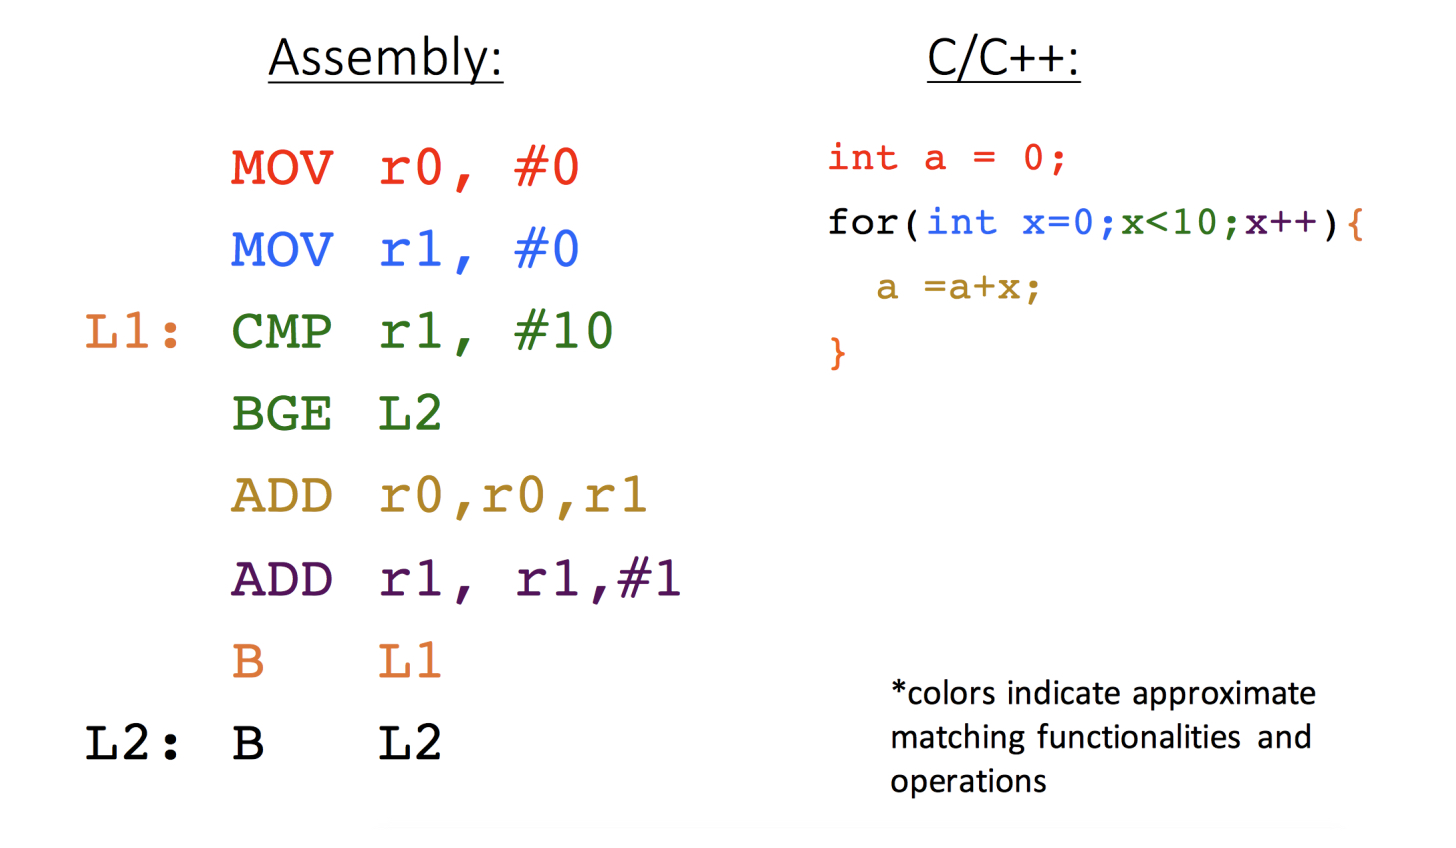 Assembly:
MOV r0, #0
MOV r1, #0
L1: CMP r1, #10
BGE L2
ADD r0,r0,r1
ADD r1, r1,#1
B L1
L2: B L2
C/C++:
int a = 0;
for(int x=0;x<10;x++){
a =a+x;
}
*colors indicate approximate
matching functionalities and
operations